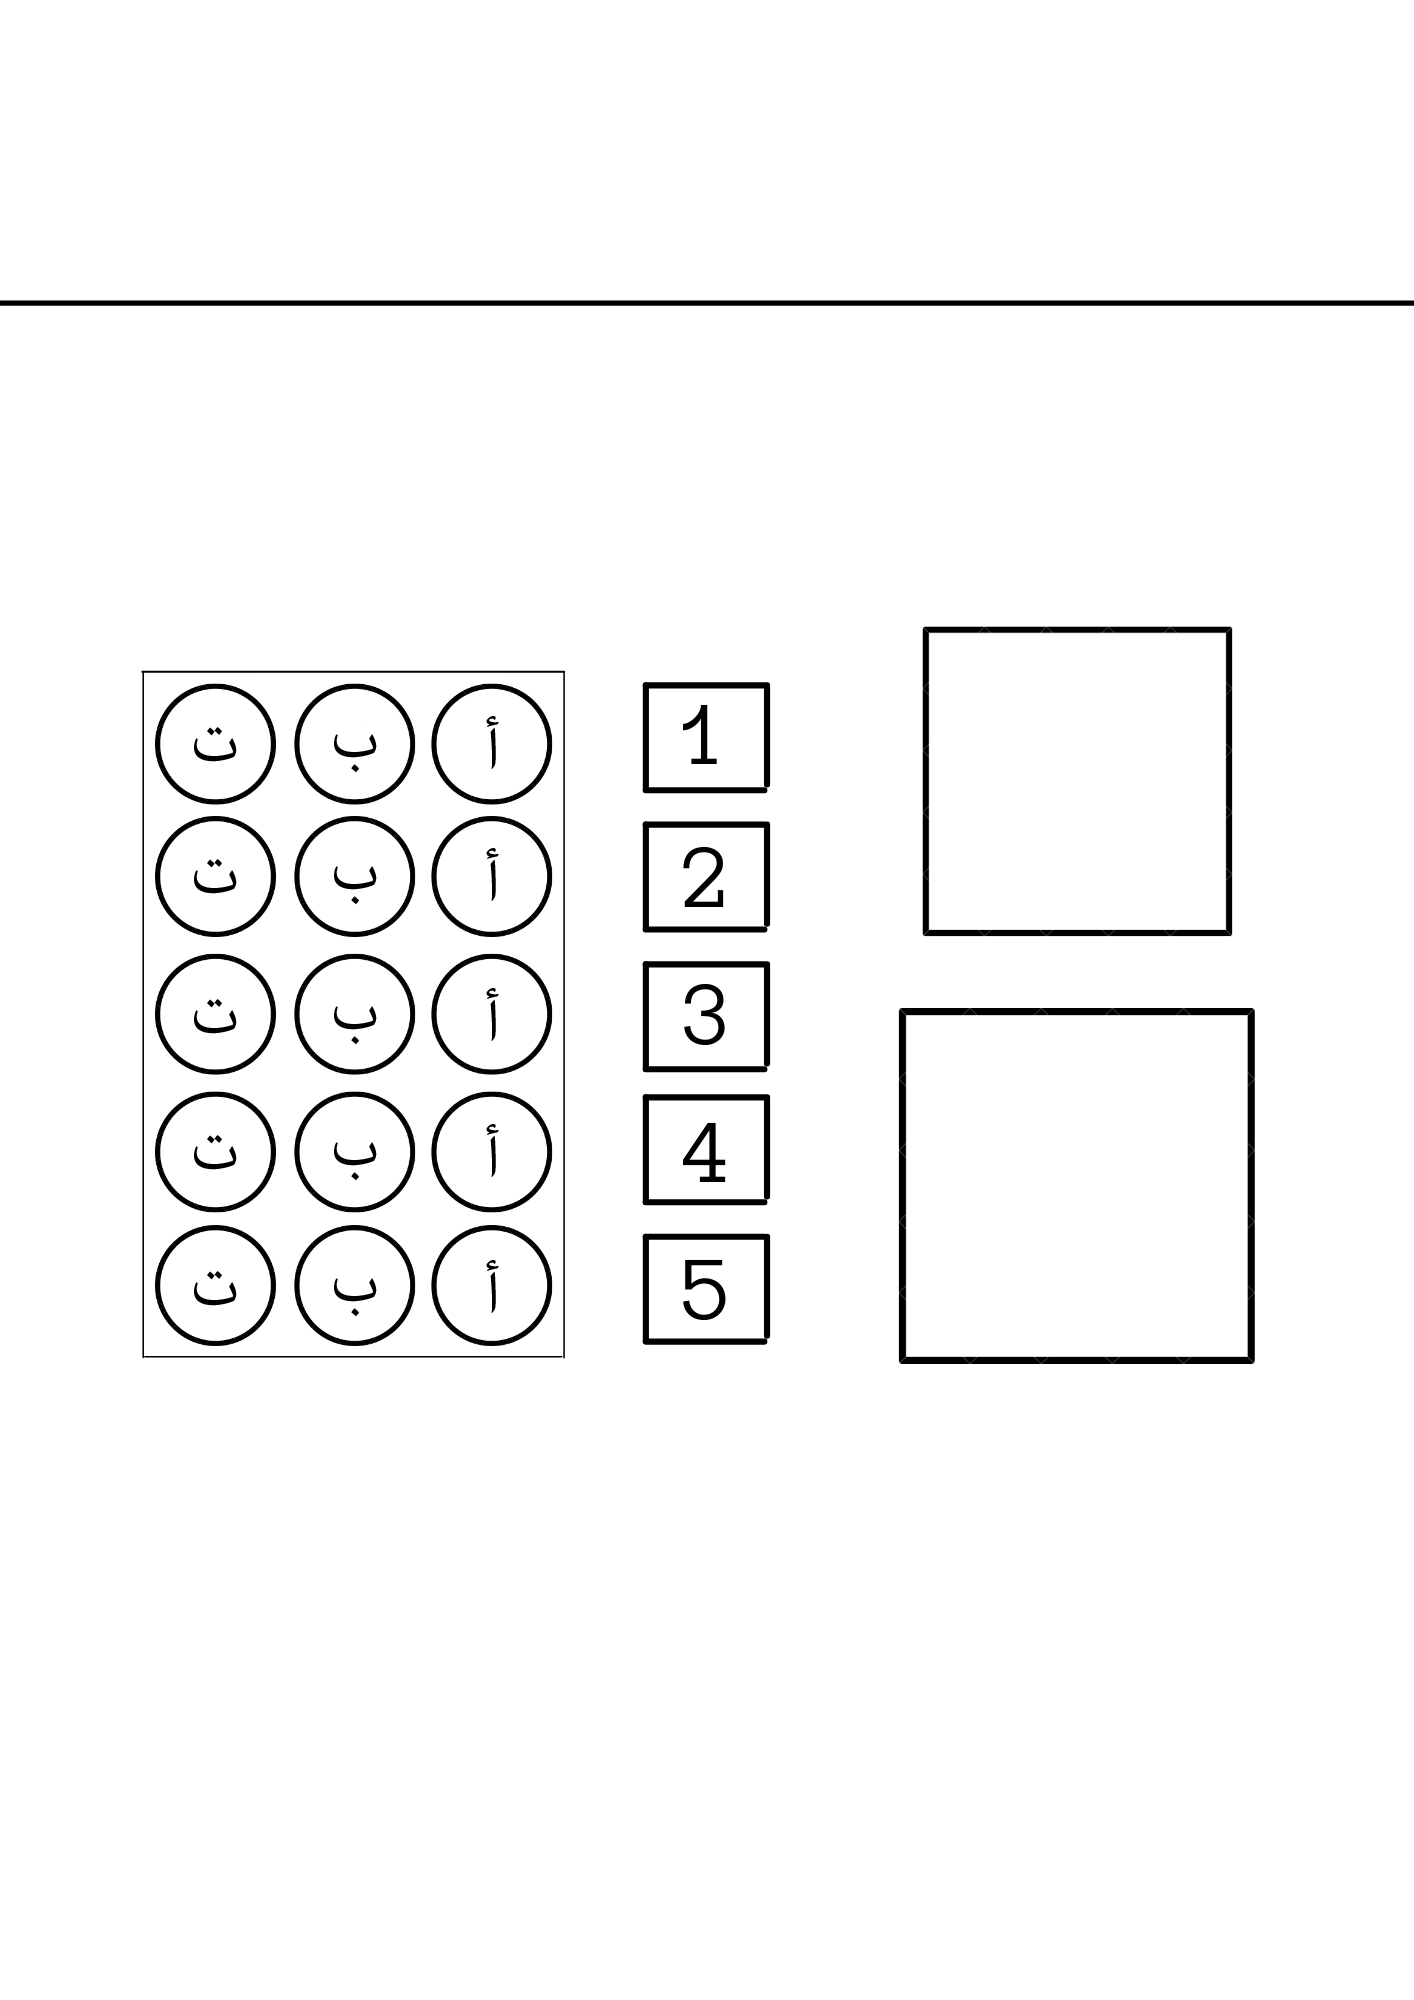 1 أ ب ت
2 أ ب ت
3 أ ب ت
4 أ ب ت
5 أ ب ت